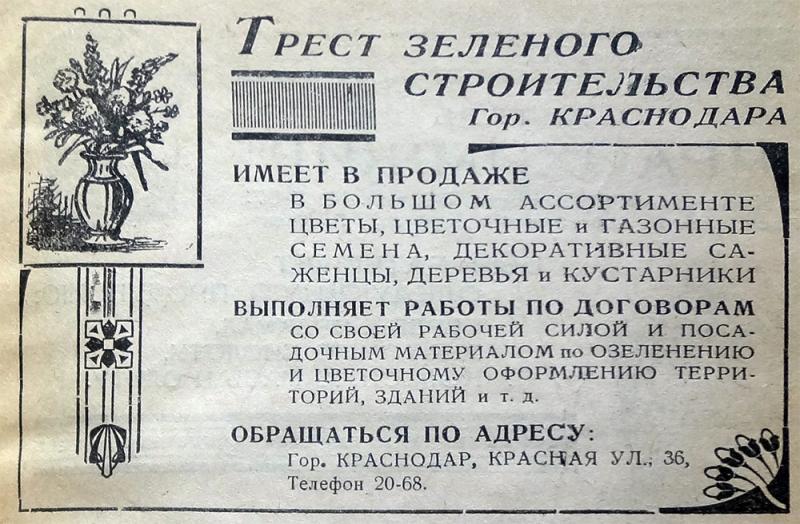 ТРЕСТ ЗЕЛЕНОГО
СТРОИТЕЛЬСТВА
Гор. КРАСНОДАРА
ИМЕЕТ В ПРОДАЖЕ
В БОЛЬШОМ АССОРТИМЕНТЕ
ЦВЕТЫ, ЦВЕТОЧНЫЕ и ГАЗОННЫЕ
СЕМЕНА, ДЕКОРАТИВНЫЕ СА-
ЖЕНЦЫ, ДЕРЕВЬЯ и КУСТАРНИКИ
ВЫПОЛНЯЕТ РАБОТЫ ПО ДОГОВОРАМ
СО СВОЕЙ РАБОЧЕЙ СИЛОЙ И ПОСА-
ДОЧНЫМ МАТЕРИАЛОМ по ОЗЕЛЕНЕНИЮ
И ЦВЕТОЧНОМУ ОФОРМЛЕНИЮ ТЕРРИ-
ТОРИЙ, ЗДАНИЙ и т. д.
ОБРАЩАТЬСЯ ПО АДРЕСУ:
Гор. КРАСНОДАР, КРАСНАЯ УЛ., 36,
Телефон 20-68.